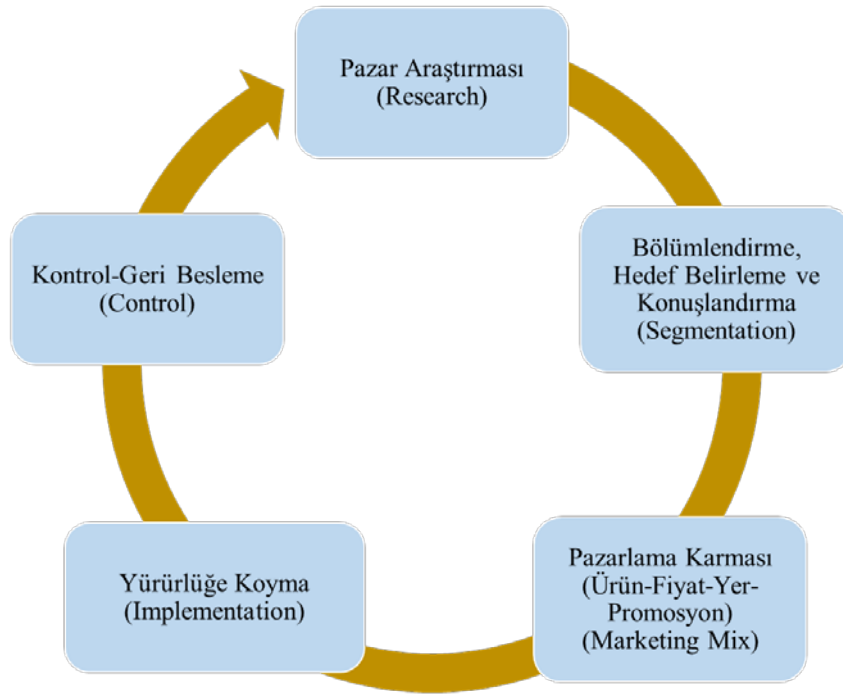 Pazar Araştırması
(Research)
Bölümlendirme,
Hedef Belirleme ve
Konuşlandırma
(Segmentation)
Pazarlama Karması
(Ürün-Fiyat-Yer-
Promosyon)
(Marketing Mix)
Yürürlüğe Koyma
(Implementation)
Kontrol-Geri Besleme
(Control)